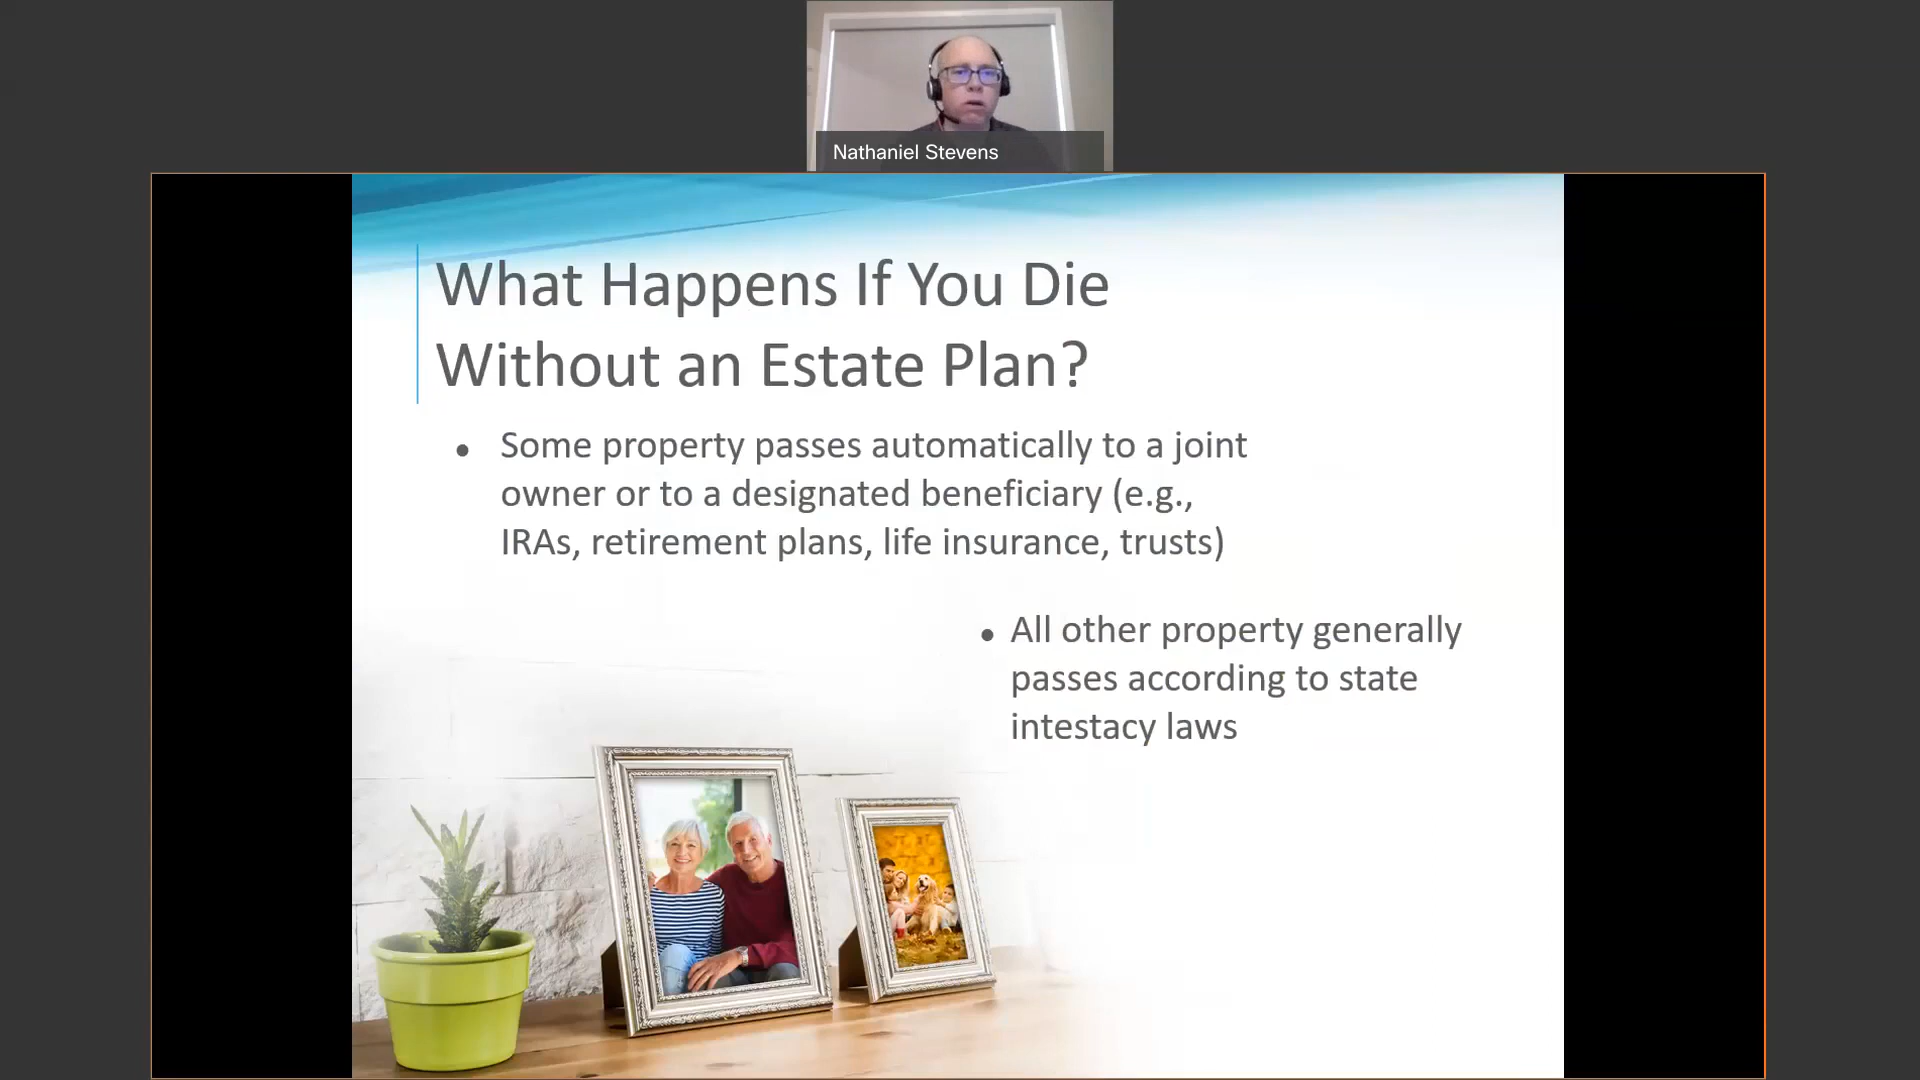 Nathaniel Stevens
What Happens If You Die
Without an Estate Plan?
• Some property passes automatically to a joint
owner or to a designated beneficiary (e.g.,
IRAs, retirement plans, life insurance, trusts)
• All other property generally
passes according to state
intestacy laws